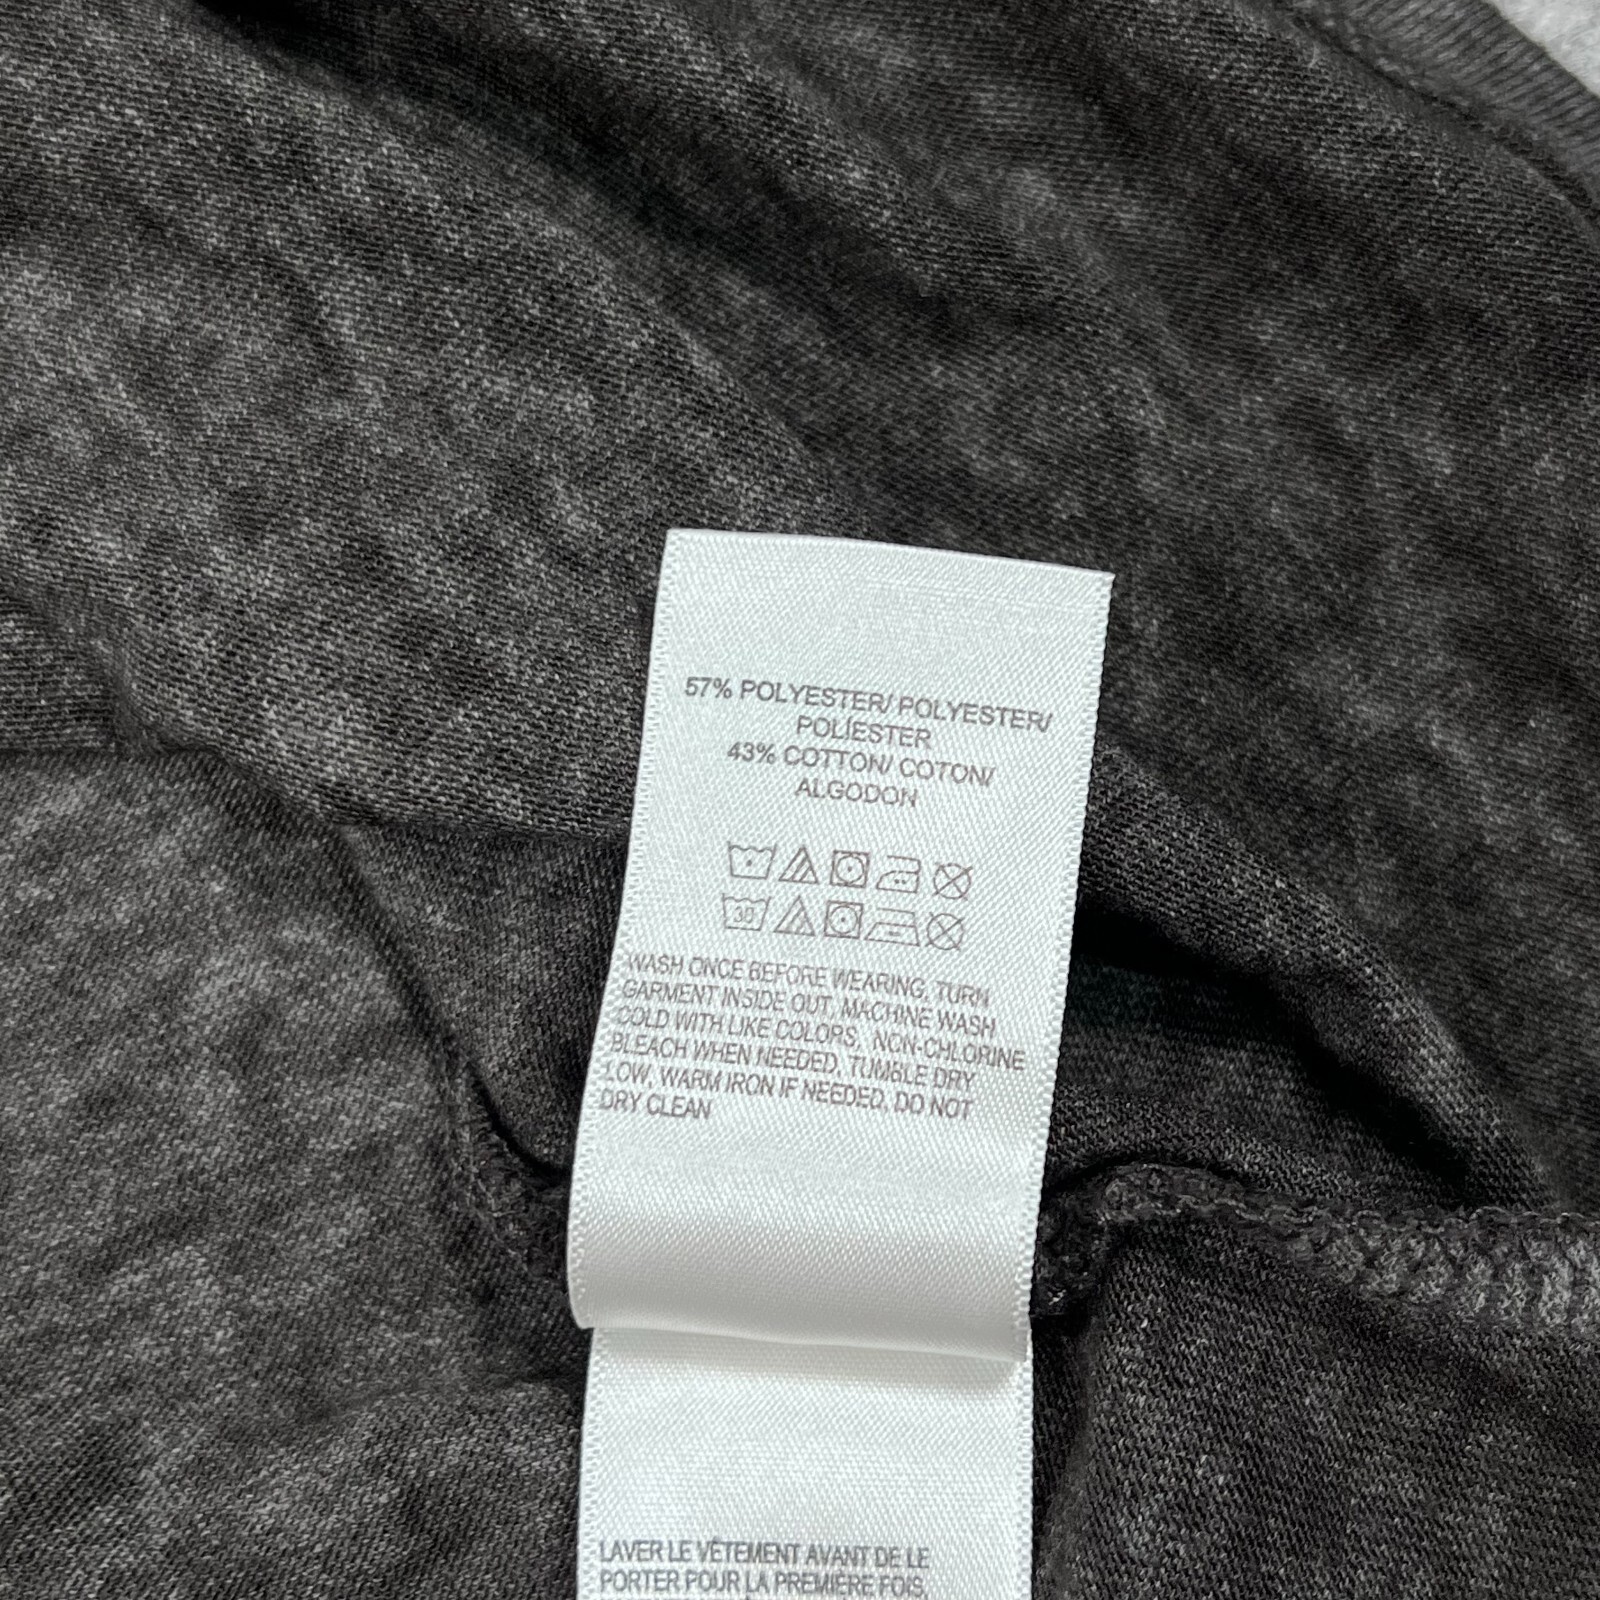 57% POLYESTER/ POLYESTER/
POLÍESTER
43% COTTON/ COTON/
ALGODON
30
WASH ONCE BEFORE WEARING, TURN
GARMENT INSIDE OUT, MACHINE WASH
COLD WITH LIKE COLORS, NON-CHLORINE
BLEACH WHEN NEEDED, TUMBLE DRY
LOW, WARM IRON IF NEEDED, DO NOT
DRY CLEAN
LAVER LE VÊTEMENT AVANT DE LE
PORTER POUR LA PREMIÈRE FOIS,